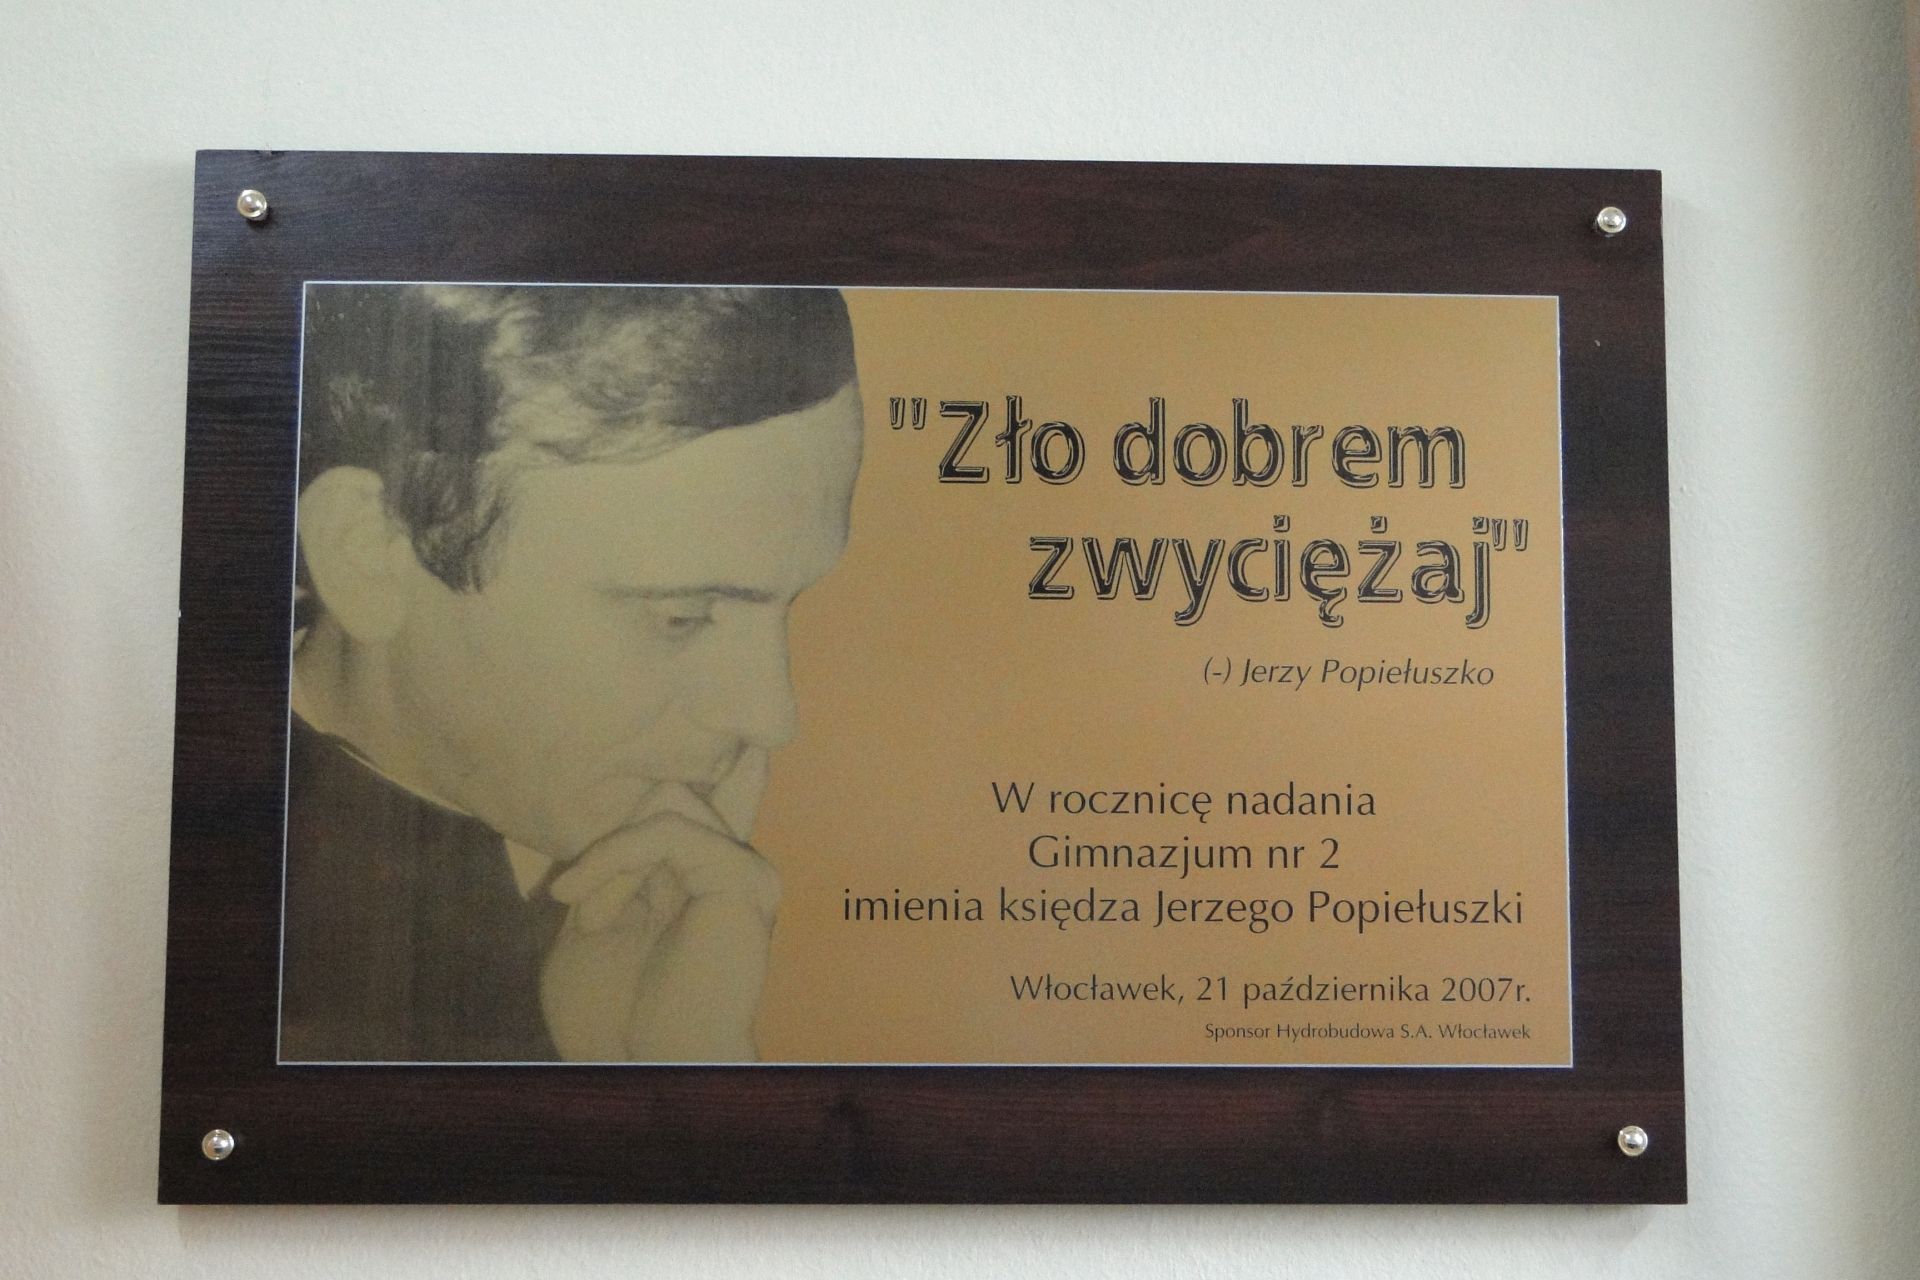 "Zło dobrem
zwyciężaj"
(-) Jerzy Popiełuszko
W rocznicę nadania
Gimnazjum nr 2
imienia księdza Jerzego Popiełuszki
Włocławek, 21 października 2007r.
Sponsor Hydrobudowa S.A. Włocławek